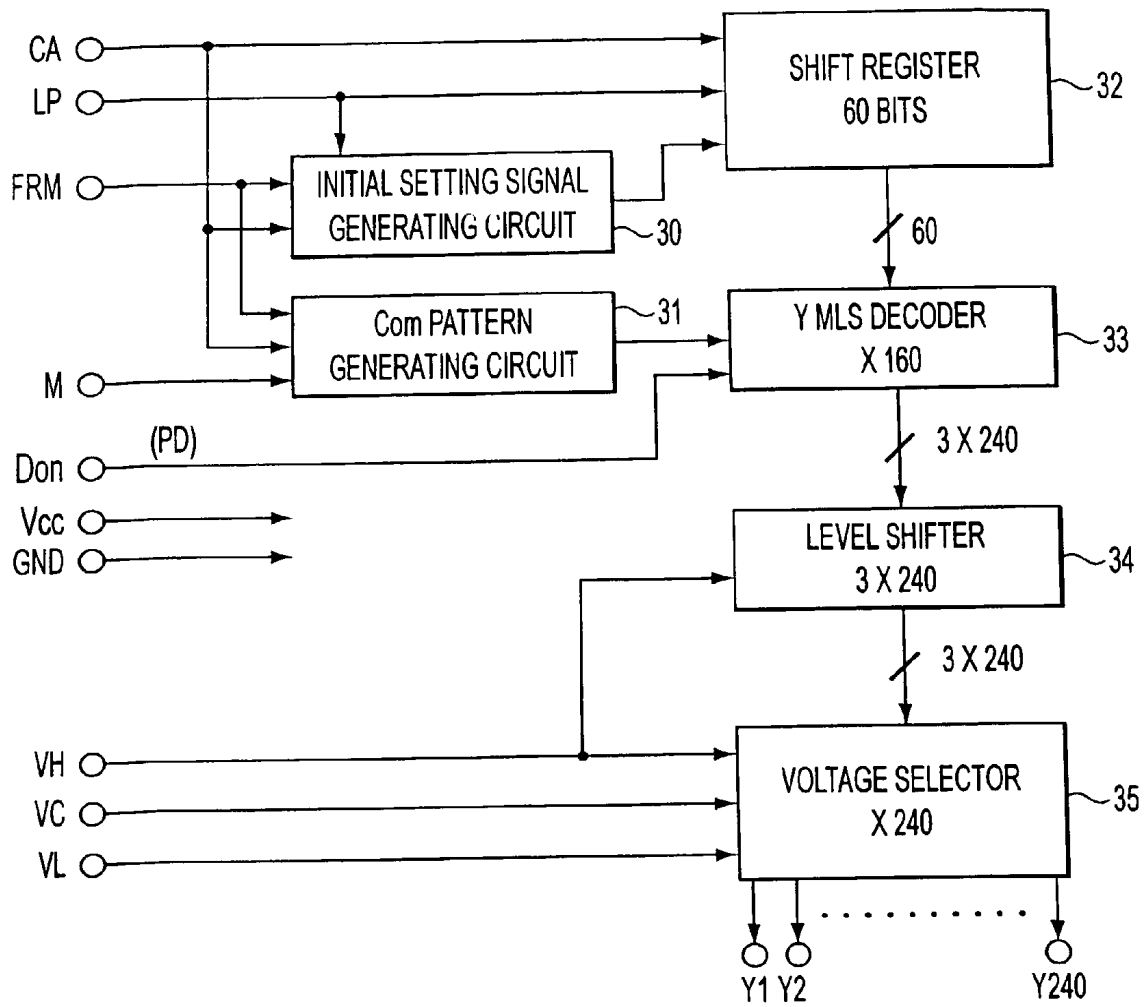 CA
LP
FRM
M
Don
(PD)
Vcc
GND
VH
VC
VL
SHIFT REGISTER
60 BITS
32
INITIAL SETTING SIGNAL
GENERATING CIRCUIT
30
60
Com PATTERN
GENERATING CIRCUIT
31
Y MLS DECODER
X 160
33
3 X 240
LEVEL SHIFTER
3 X 240
34
3 X 240
VOLTAGE SELECTOR
X 240
35
Y1
Y2
Y240